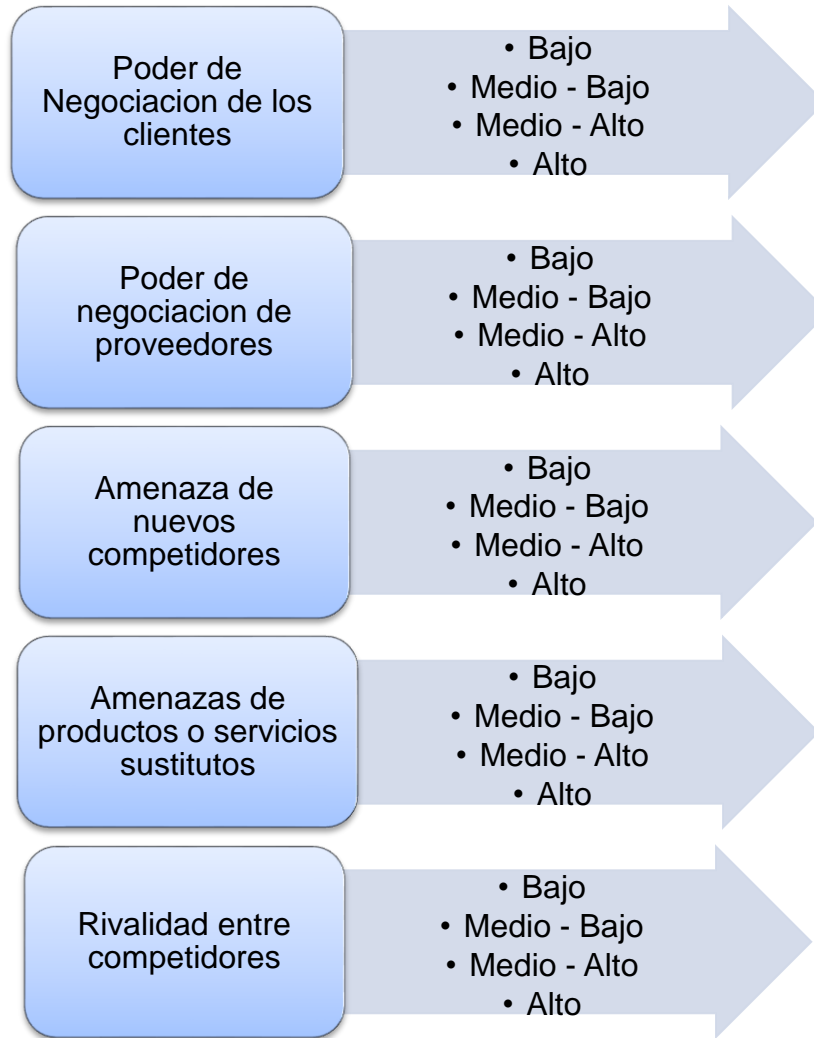 Poder de
Negociacion de los
clientes
• Bajo
• Medio - Bajo
• Medio - Alto
• Alto
Poder de
negociacion de
proveedores
• Bajo
• Medio - Bajo
• Medio - Alto
• Alto
Amenaza de
nuevos
competidores
• Bajo
• Medio - Bajo
• Medio - Alto
• Alto
Amenazas de
productos o servicios
sustitutos
• Bajo
• Medio - Bajo
• Medio - Alto
• Alto
Rivalidad entre
competidores
• Bajo
• Medio - Bajo
• Medio - Alto
• Alto